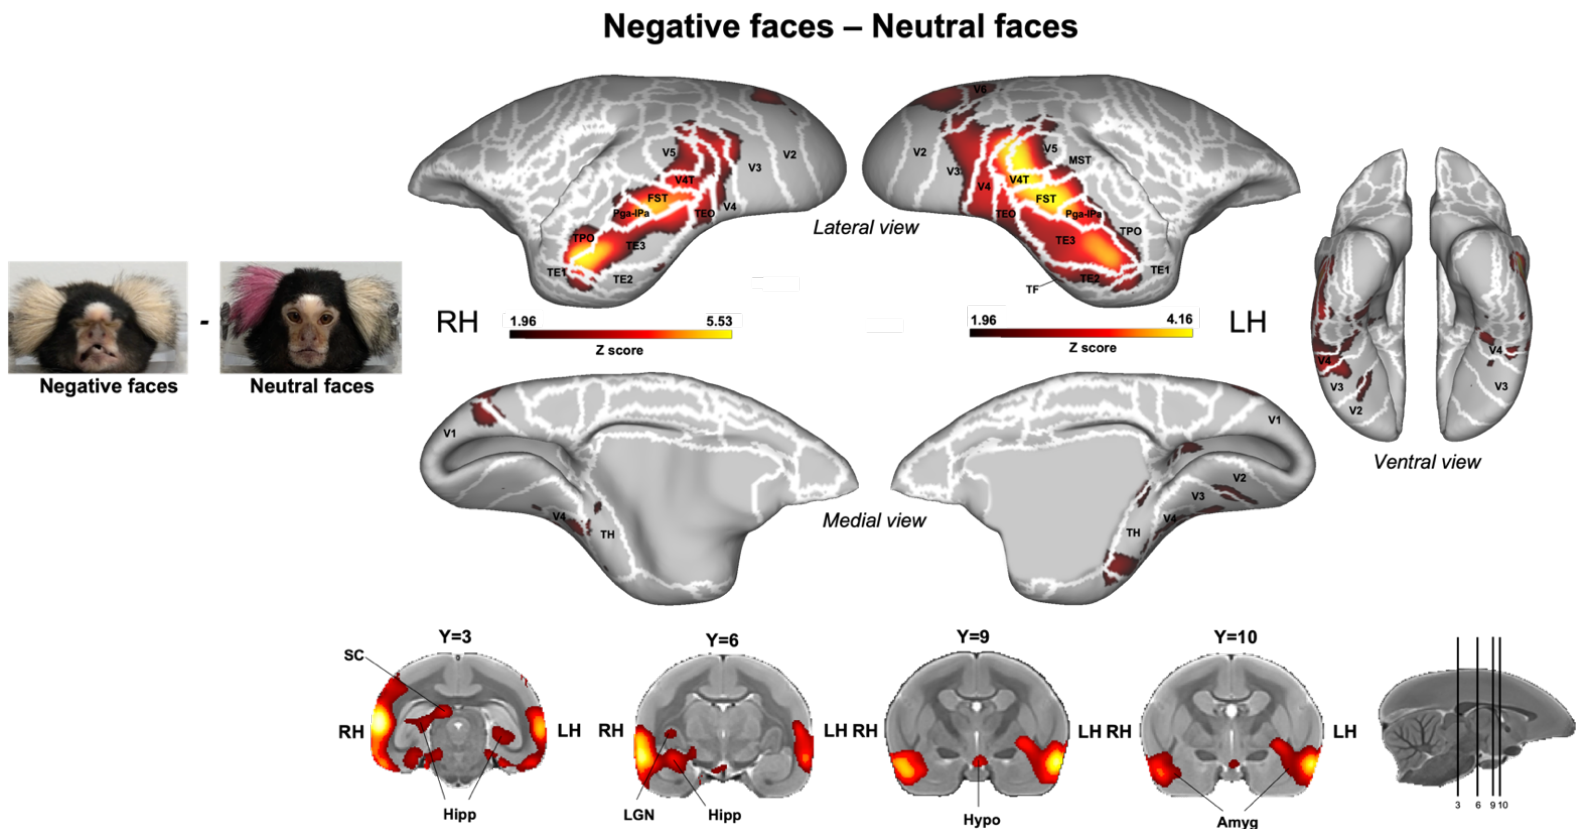 Negative faces – Neutral faces
V5
V3
V2
V4T
FST
Pga-IPa
TEO
V4
TPO
TE3
TE1
TE2
V6
V2
V3
V5
MST
V4
V4T
FST
TEO
Pga-IPa
TPO
TE3
TE1
TE2
TF
Lateral view
RH
1.96 5.53
Z score
1.96 4.16
Z score
LH
-
Negative faces
Neutral faces
V4
V3
V2
V4
V3
Ventral view
V1
V4
TH
Medial view
V1
V2
V3
V4
TH
Y=3
SC
RH
LH
Hipp
Y=6
RH
LH
LGN
Hipp
Y=9
RH
LH
Hypo
Y=10
RH
LH
Amyg
3 6 9 10